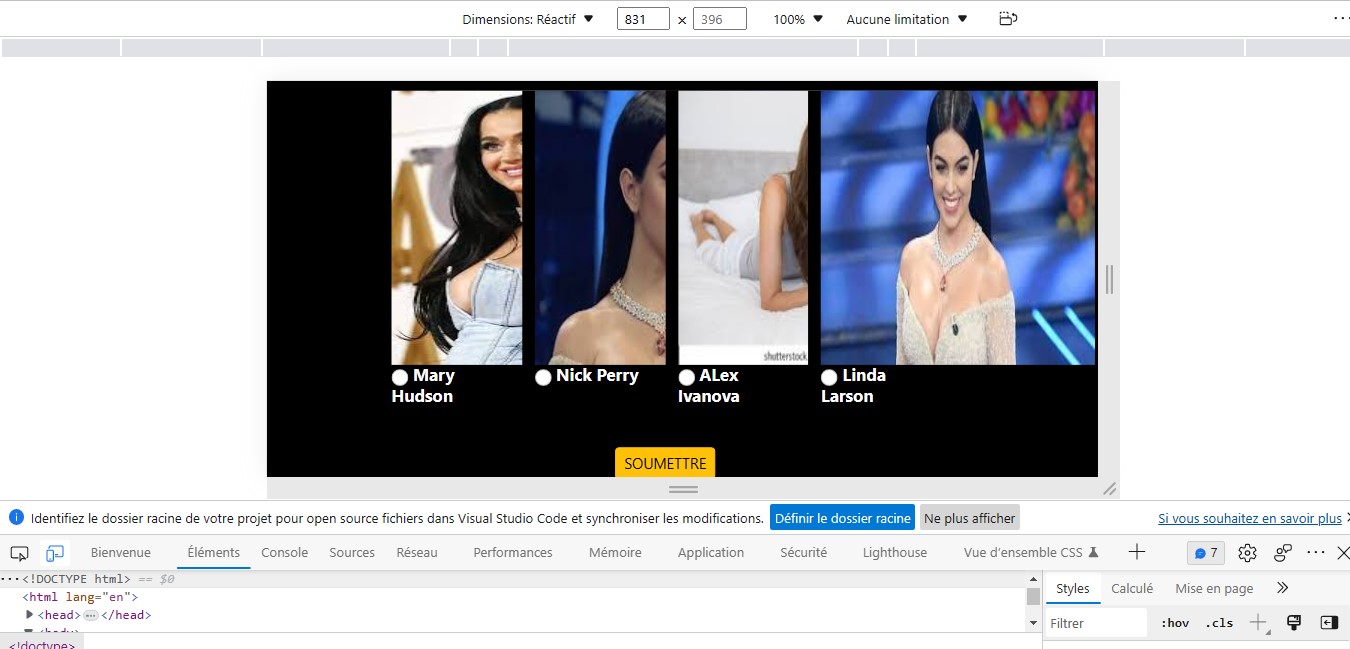 Dimensions: Réactif 831 × 396 100% Aucune limitation
shutterstock
Mary Hudson
Nick Perry
ALex Ivanova
Linda Larson
SOUMETTRE
Identifiez le dossier racine de votre projet pour open source fichiers dans Visual Studio Code et synchroniser les modifications. Définir le dossier racine Ne plus afficher Si vous souhaitez en savoir plus
Bienvenue Éléments Console Sources Réseau Performances Mémoire Application Sécurité Lighthouse Vue d'ensemble CSS 7
<!DOCTYPE html> == $0
<html lang="en">
<head> </head>
<!doctype>
Styles Calculé Mise en page
Filtrer :hov .cls